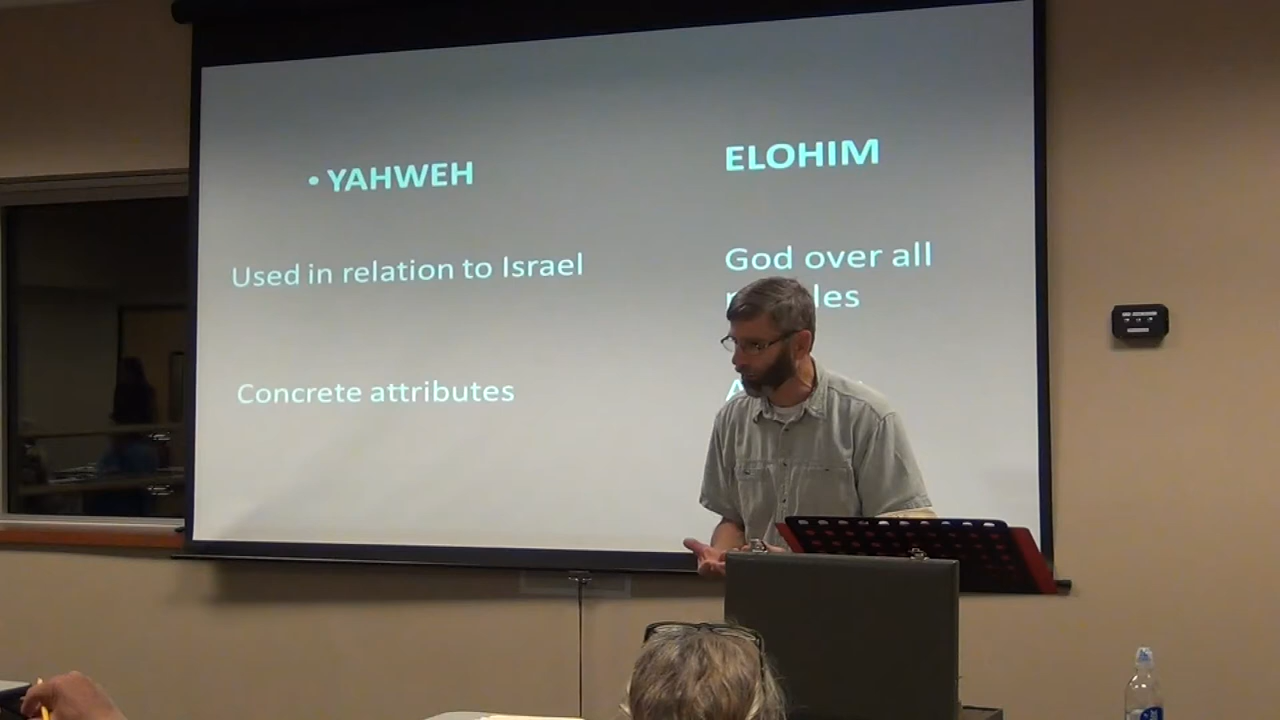 • YAHWEH
Used in relation to Israel
Concrete attributes
ELOHIM
God over all